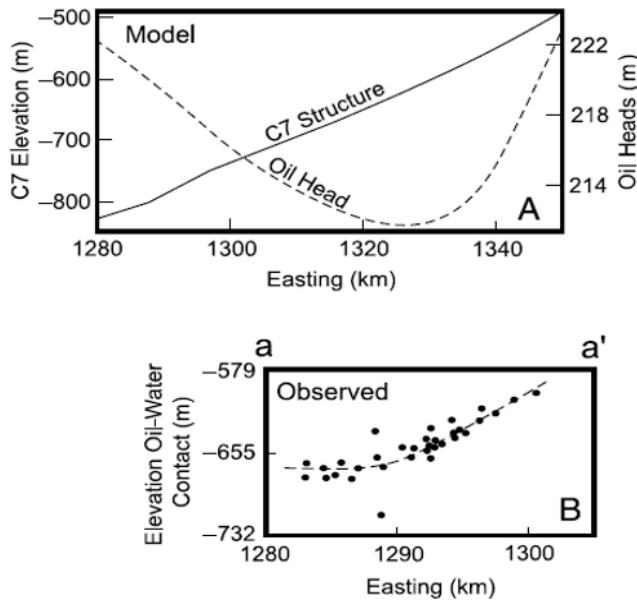 Model
C7 Elevation (m)
−500
−600
−700
−800
C7 Structure
Oil Head
A
222
218
214
Oil Heads (m)
1280
1300
1320
1340
Easting (km)
a
a'
Observed
Elevation Oil-Water
Contact (m)
−579
−655
−732
B
1280
1290
1300
Easting (km)